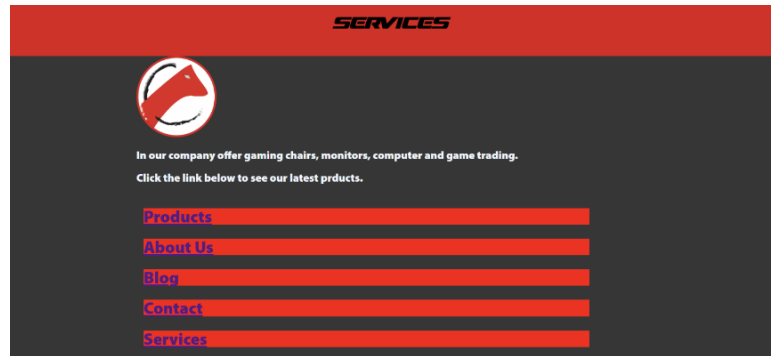 SERVICES
In our company offer gaming chairs, monitors, computer and game trading.
Click the link below to see our latest prducts.
Products
About Us
Blog
Contact
Services